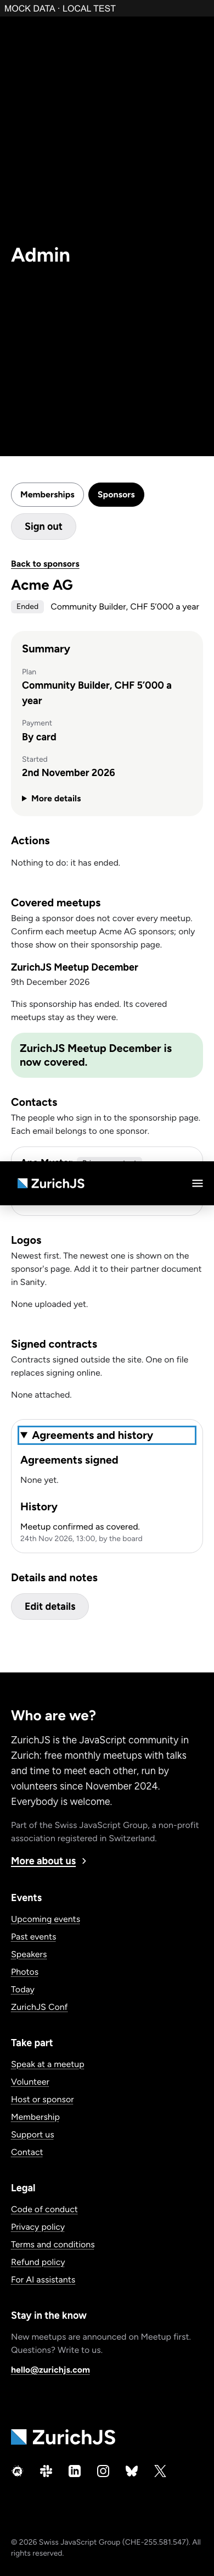 MOCK DATA · LOCAL TEST
Admin
Memberships
Sponsors
Sign out
Back to sponsors
Acme AG
Ended
Community Builder, CHF 5’000 a year
Summary
Plan
Community Builder, CHF 5’000 a
year
Payment
By card
Started
2nd November 2026
More details
Actions
Nothing to do: it has ended.
Covered meetups
Being a sponsor does not cover every meetup.
Confirm each meetup Acme AG sponsors; only
those show on their sponsorship page.
ZurichJS Meetup December
9th December 2026
This sponsorship has ended. Its covered
meetups stay as they were.
ZurichJS Meetup December is
now covered.
Contacts
The people who sign in to the sponsorship page.
Each email belongs to one sponsor.
ZurichJS
Logos
Newest first. The newest one is shown on the
sponsor's page. Add it to their partner document
in Sanity.
None uploaded yet.
Signed contracts
Contracts signed outside the site. One on file
replaces signing online.
None attached.
Agreements and history
Agreements signed
None yet.
History
Meetup confirmed as covered.
24th Nov 2026, 13:00, by the board
Details and notes
Edit details
Who are we?
ZurichJS is the JavaScript community in
Zurich: free monthly meetups with talks
and time to meet each other, run by
volunteers since November 2024.
Everybody is welcome.
Part of the Swiss JavaScript Group, a non-profit
association registered in Switzerland.
More about us
Events
Upcoming events
Past events
Speakers
Photos
Today
ZurichJS Conf
Take part
Speak at a meetup
Volunteer
Host or sponsor
Membership
Support us
Contact
Legal
Code of conduct
Privacy policy
Terms and conditions
Refund policy
For AI assistants
Stay in the know
New meetups are announced on Meetup first.
Questions? Write to us.
hello@zurichjs.com
ZurichJS
© 2026 Swiss JavaScript Group (CHE-255.581.547). All
rights reserved.